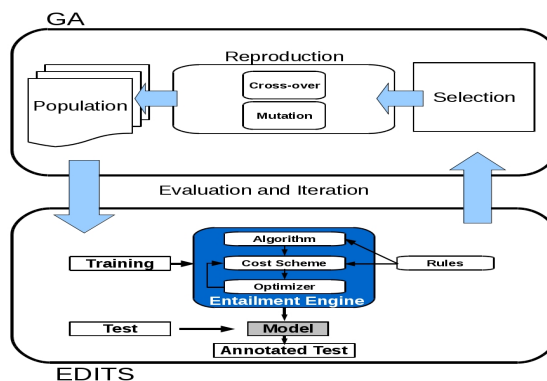 GA
Reproduction
Cross-over
Mutation
Population
Selection
Evaluation and Iteration
Algorithm
Training
Cost Scheme
Rules
Optimizer
Entailment Engine
Test
Model
Annotated Test
EDITS